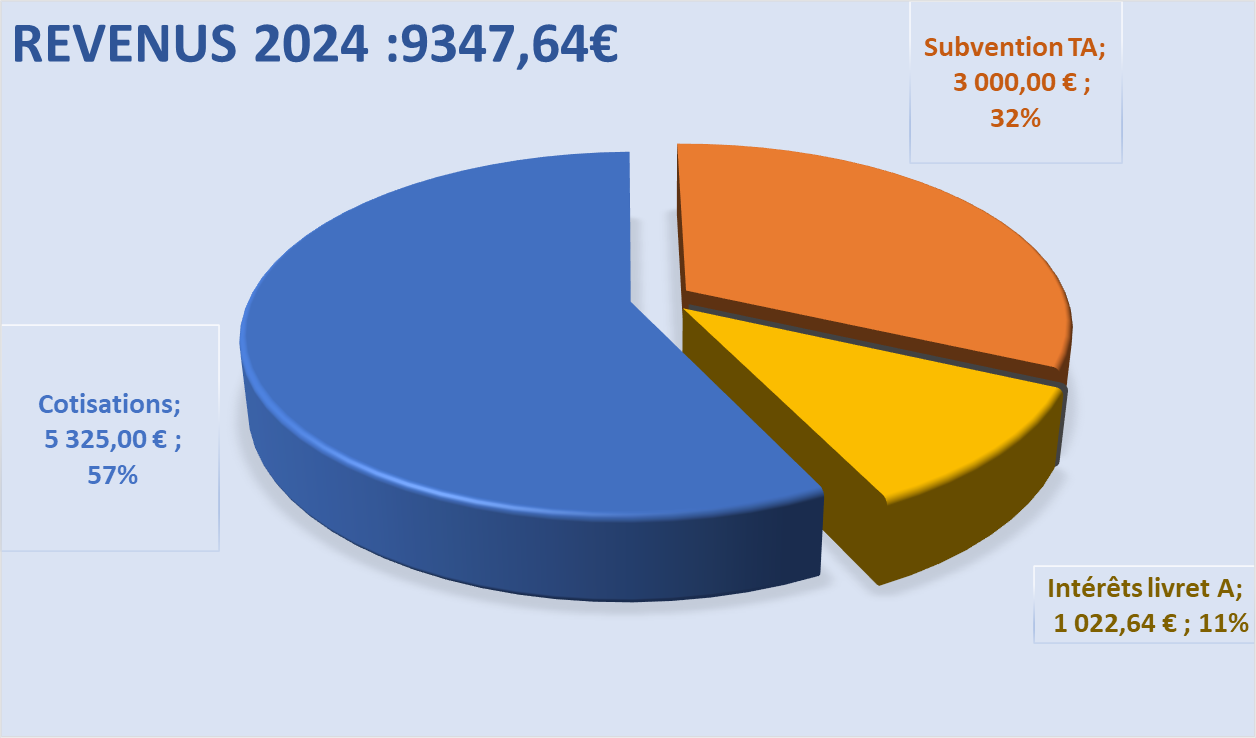 REVENUS 2024 :9347,64€
Subvention TA;
3 000,00 € ;
32%
Cotisations;
5 325,00 € ;
57%
Intérêts livret A;
1 022,64 € ; 11%